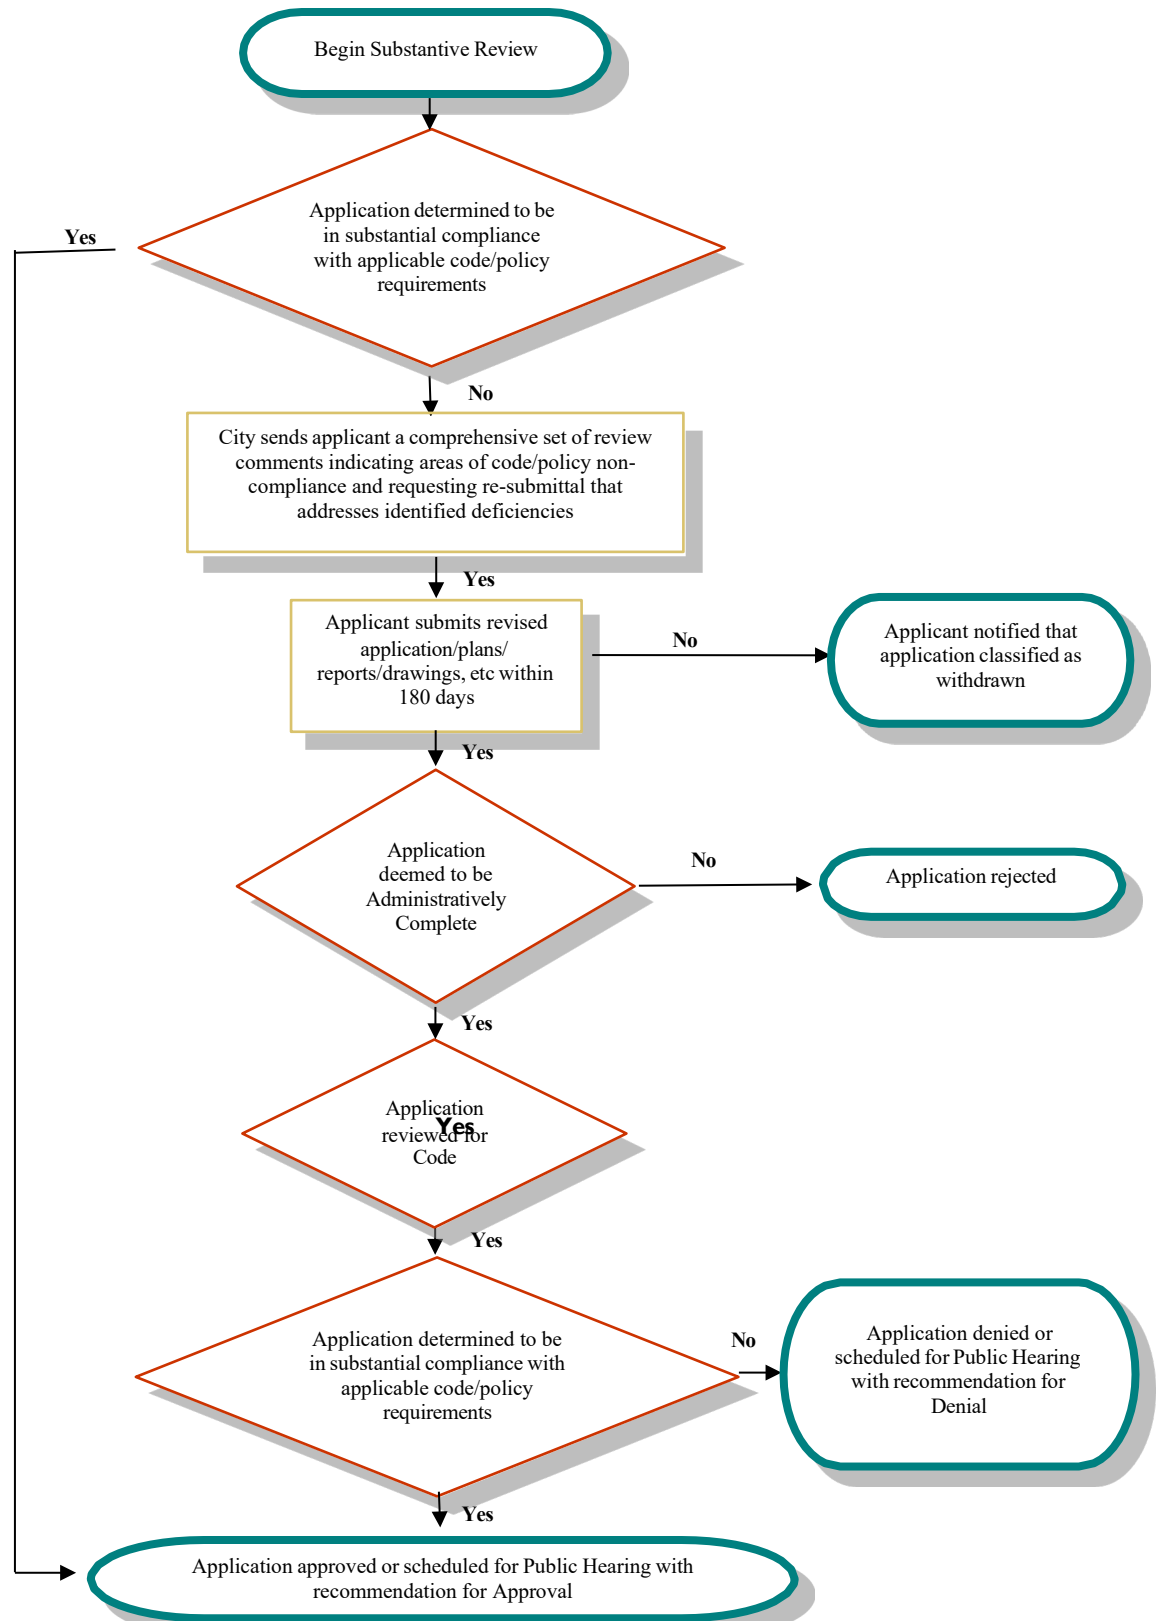 Begin Substantive Review
Application determined to be
in substantial compliance
with applicable code/policy
requirements
Yes
No
City sends applicant a comprehensive set of review
comments indicating areas of code/policy non-
compliance and requesting re-submittal that
addresses identified deficiencies
Yes
Applicant submits revised
application/plans/
reports/drawings, etc within
180 days
No
Applicant notified that
application classified as
withdrawn
Yes
Application
deemed to be
Administratively
Complete
No
Application rejected
Yes
Application
reviewed for
Code
Yes
Yes
Application determined to be
in substantial compliance with
applicable code/policy
requirements
No
Application denied or
scheduled for Public Hearing
with recommendation for
Denial
Yes
Application approved or scheduled for Public Hearing with
recommendation for Approval